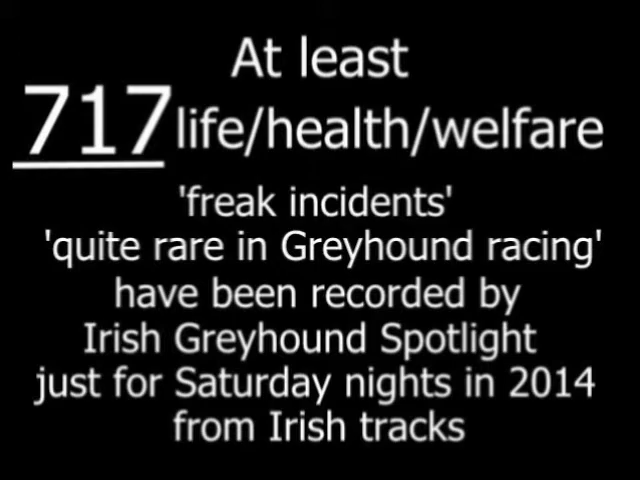 At least
717 life/health/welfare
'freak incidents'
'quite rare in Greyhound racing'
have been recorded by
Irish Greyhound Spotlight
just for Saturday nights in 2014
from Irish tracks